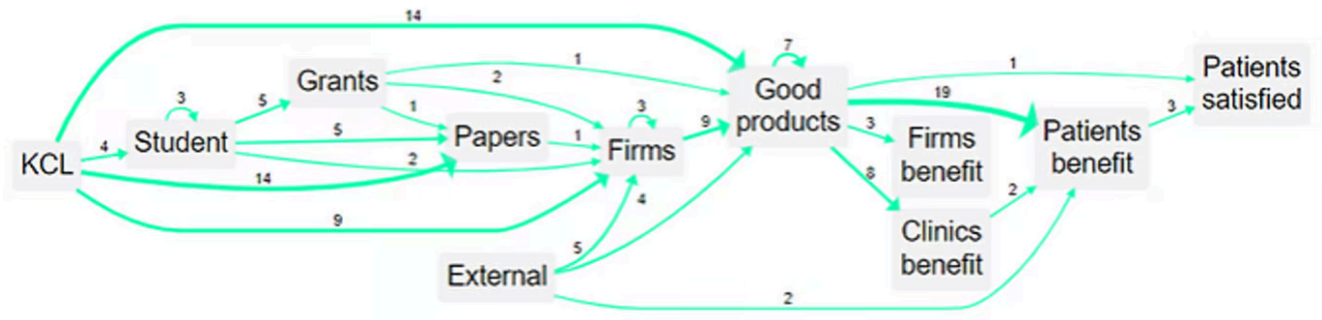 14
7
1
Patients
satisfied
3
Grants
1
2
Good
products
19
3
5
1
3
9
3
Patients
benefit
Student
5
Papers
1
Firms
Firms
benefit
KCL
4
2
14
8
2
4
9
Clinics
benefit
External
5
2